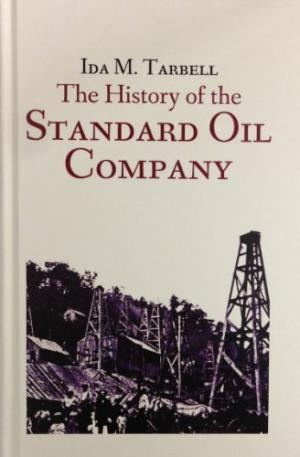 Ida M. Tarbell
The History of the
Standard Oil
Company